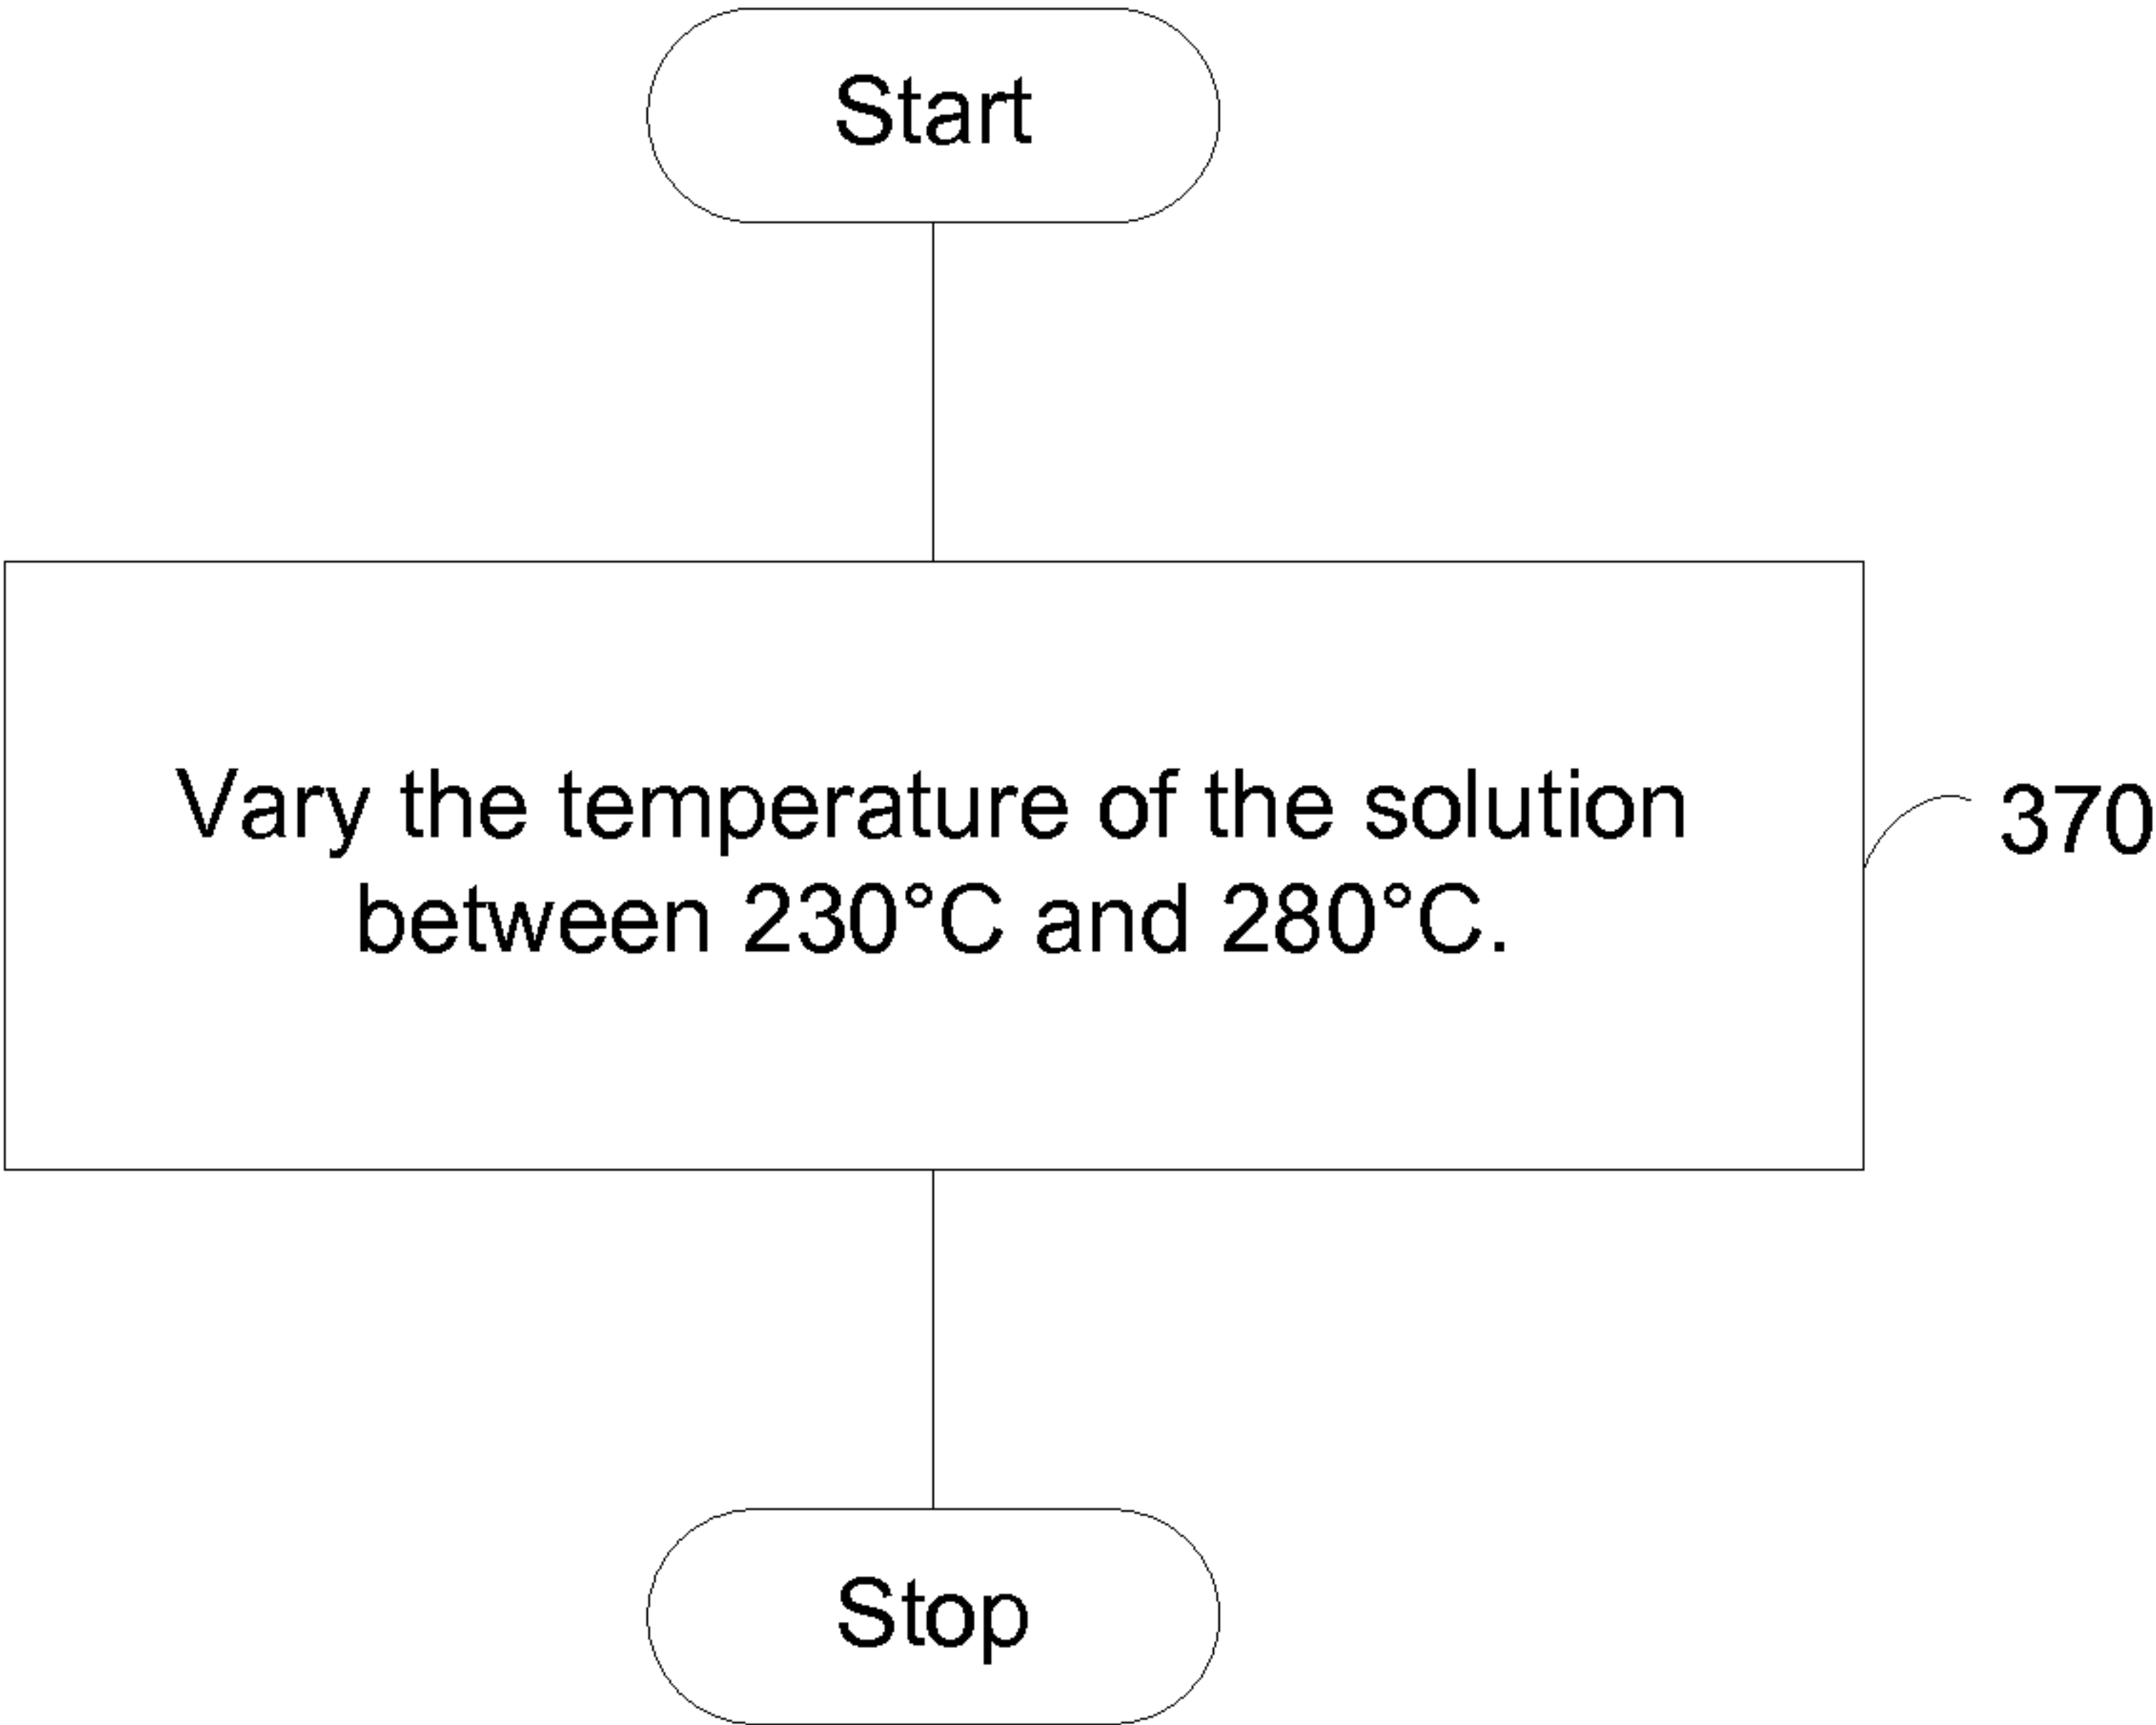 Start
Vary the temperature of the solution
between 230°C and 280°C.
370
Stop